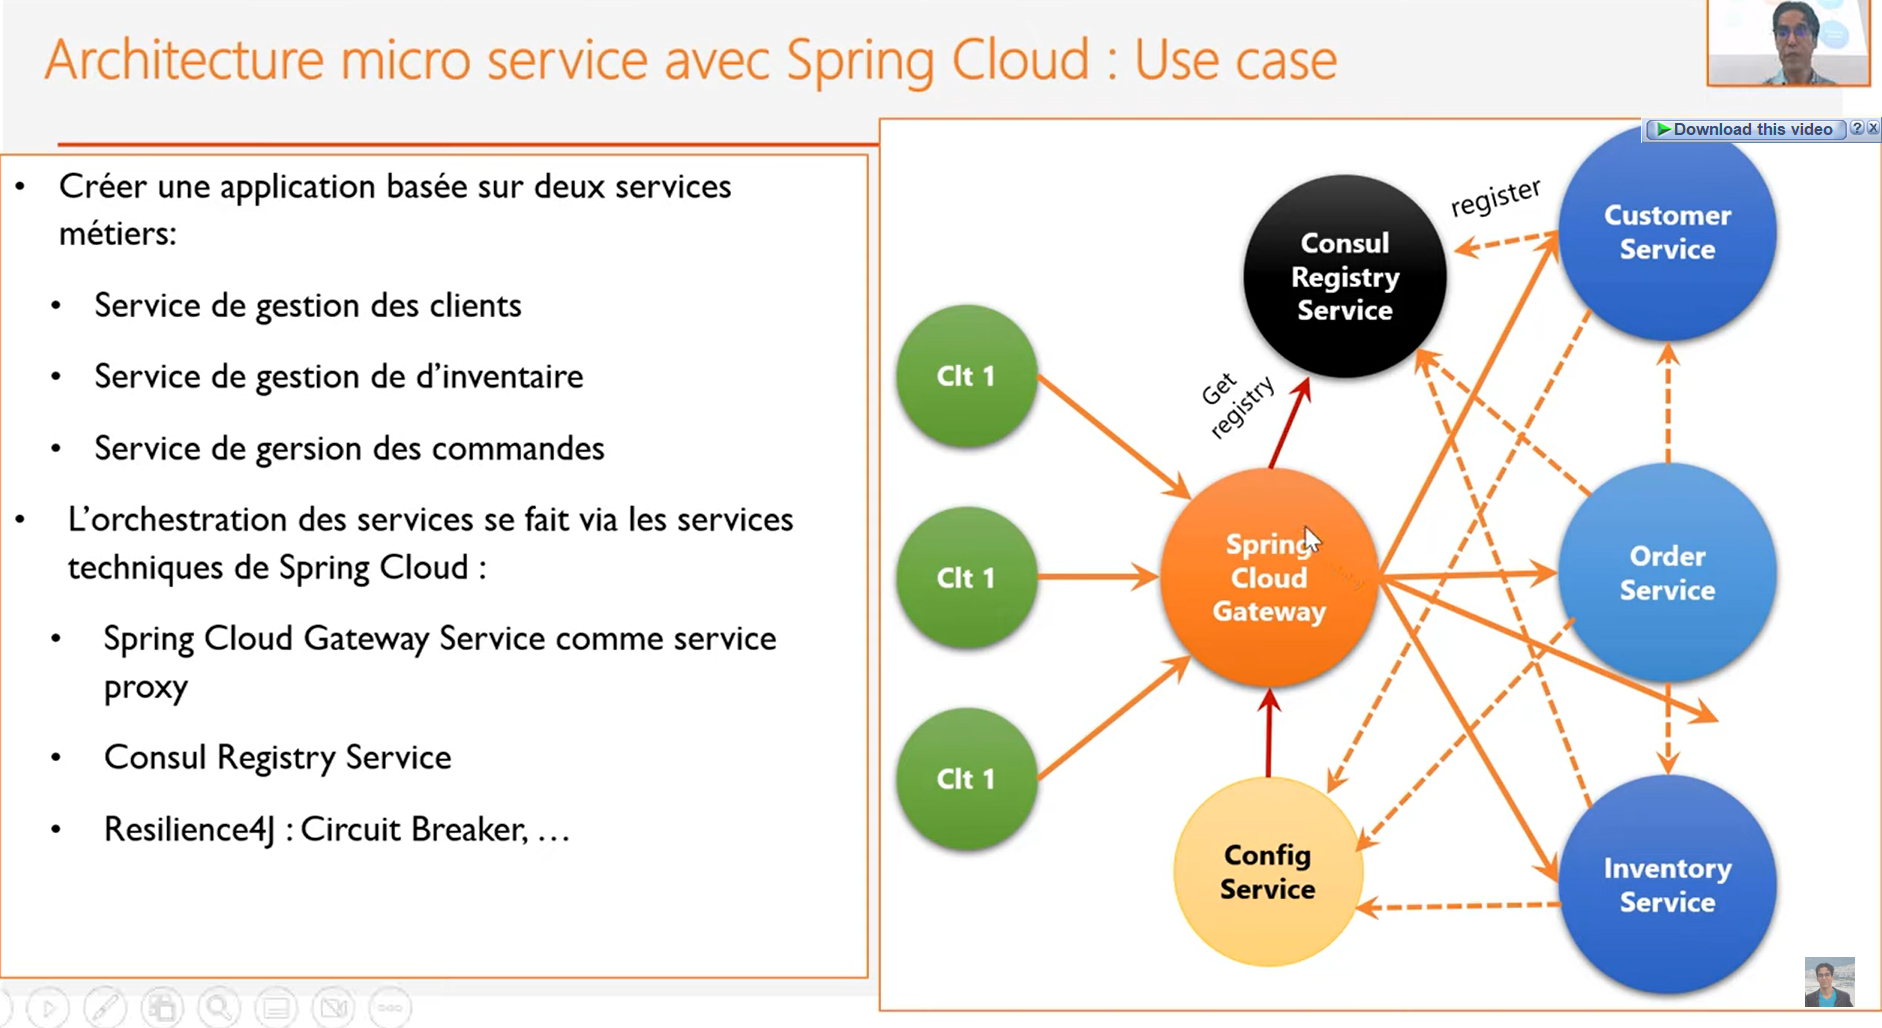 Architecture micro service avec Spring Cloud : Use case
Download this video
? x
• Créer une application basée sur deux services
métiers:
• Service de gestion des clients
• Service de gestion de d’inventaire
• Service de gersion des commandes
• L’orchestration des services se fait via les services
techniques de Spring Cloud :
• Spring Cloud Gateway Service comme service
proxy
• Consul Registry Service
• Resilience4J : Circuit Breaker, …
Clt 1
Clt 1
Clt 1
Get
registry
Consul
Registry
Service
register
Spring
Cloud
Gateway
Config
Service
Customer
Service
Order
Service
Inventory
Service